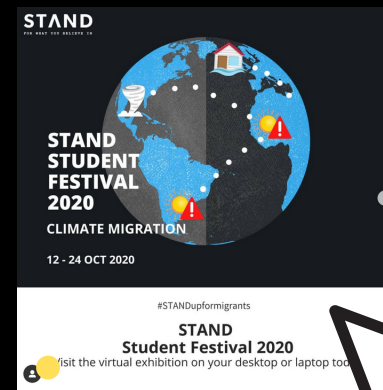 STAND
FOR WHAT YOU BELIEVE IN
STAND
STUDENT
FESTIVAL
2020
CLIMATE MIGRATION
12 - 24 OCT 2020
#STANDupformigrants
STAND
Student Festival 2020
Visit the virtual exhibition on your desktop or laptop